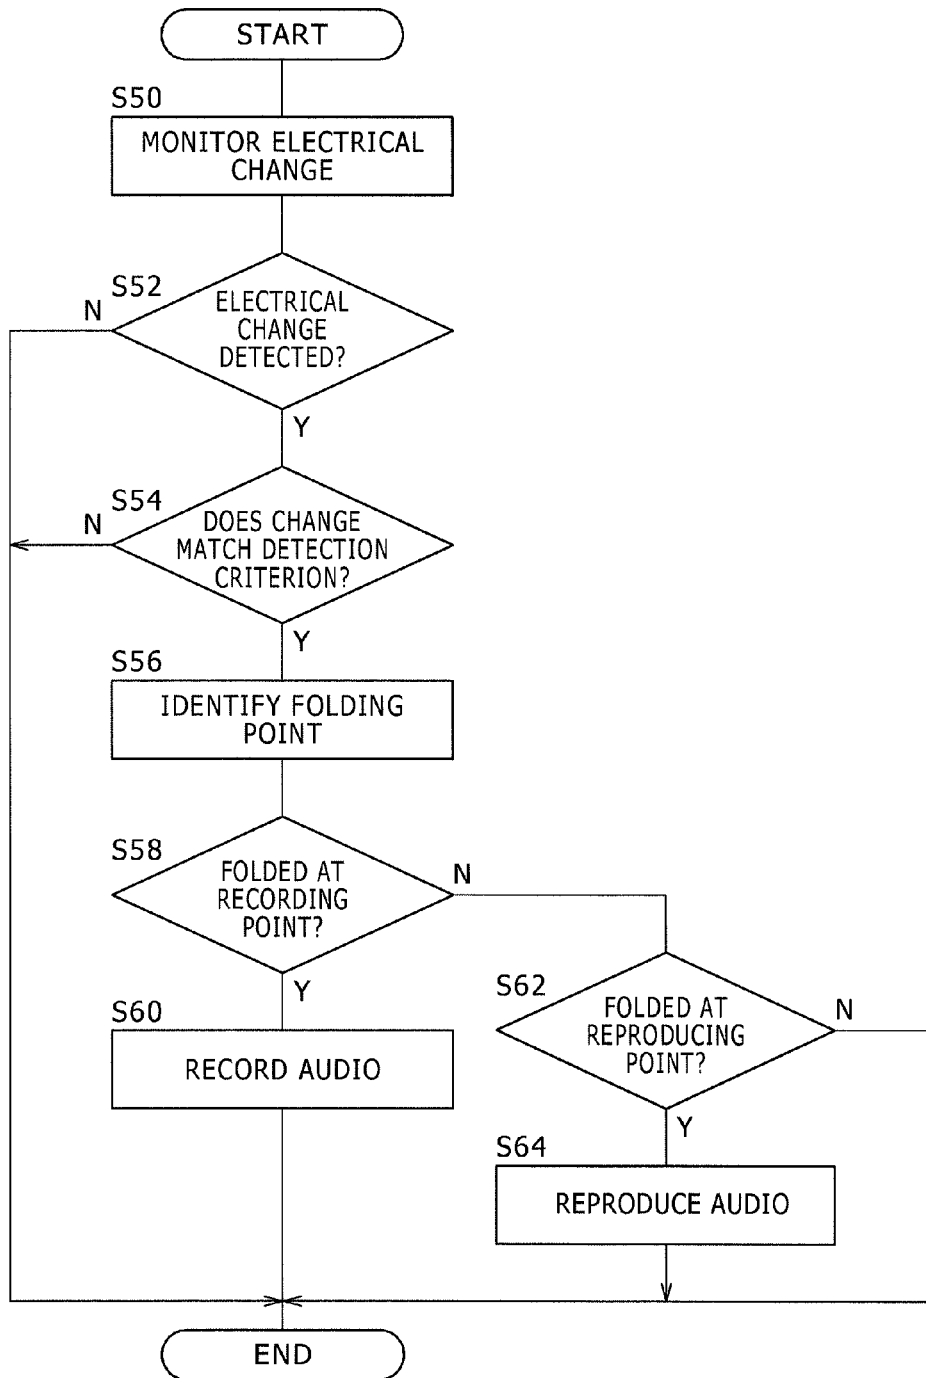 START
S50
MONITOR ELECTRICAL
CHANGE
S52
N
ELECTRICAL
CHANGE
DETECTED?
Y
S54
N
DOES CHANGE
MATCH DETECTION
CRITERION?
Y
S56
IDENTIFY FOLDING
POINT
S58
FOLDED AT
RECORDING
POINT?
N
Y
S60
RECORD AUDIO
S62
FOLDED AT
REPRODUCING
POINT?
N
Y
S64
REPRODUCE AUDIO
END